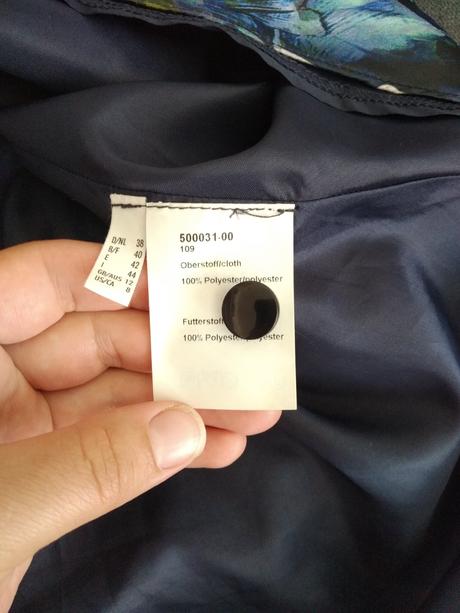 D/NL 38
B/F 40
E 42
I 44
GB/AUS 12
US/CA 8
500031-00
109
Oberstoff/cloth
100% Polyester/polyester
Futterstoff
100% Polyester/polyester